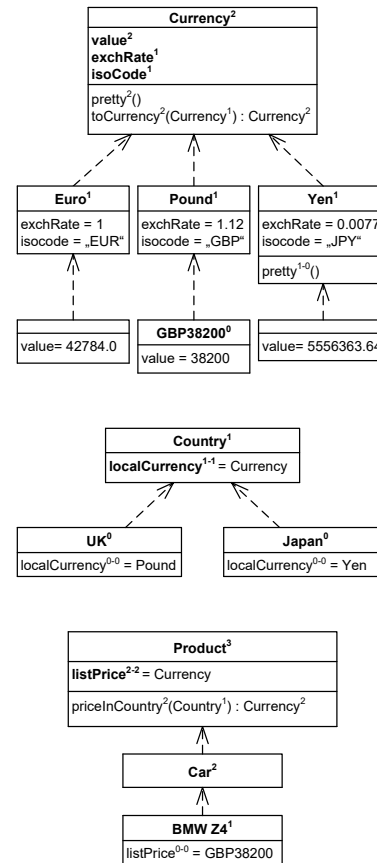 Currency²
value²
exchRate¹
isoCode¹
pretty²()
toCurrency²(Currency¹) : Currency²
Euro¹
exchRate = 1
isocode = „EUR“
Pound¹
exchRate = 1.12
isocode = „GBP“
Yen¹
exchRate = 0.0077
isocode = „JPY“
pretty¹⁻⁰()
value= 42784.0
GBP38200⁰
value = 38200
value= 5556363.64
Country¹
localCurrency¹⁻¹ = Currency
UK⁰
localCurrency⁰⁻⁰ = Pound
Japan⁰
localCurrency⁰⁻⁰ = Yen
Product³
listPrice²⁻² = Currency
priceInCountry²(Country¹) : Currency²
Car²
BMW Z4¹
listPrice⁰⁻⁰ = GBP38200